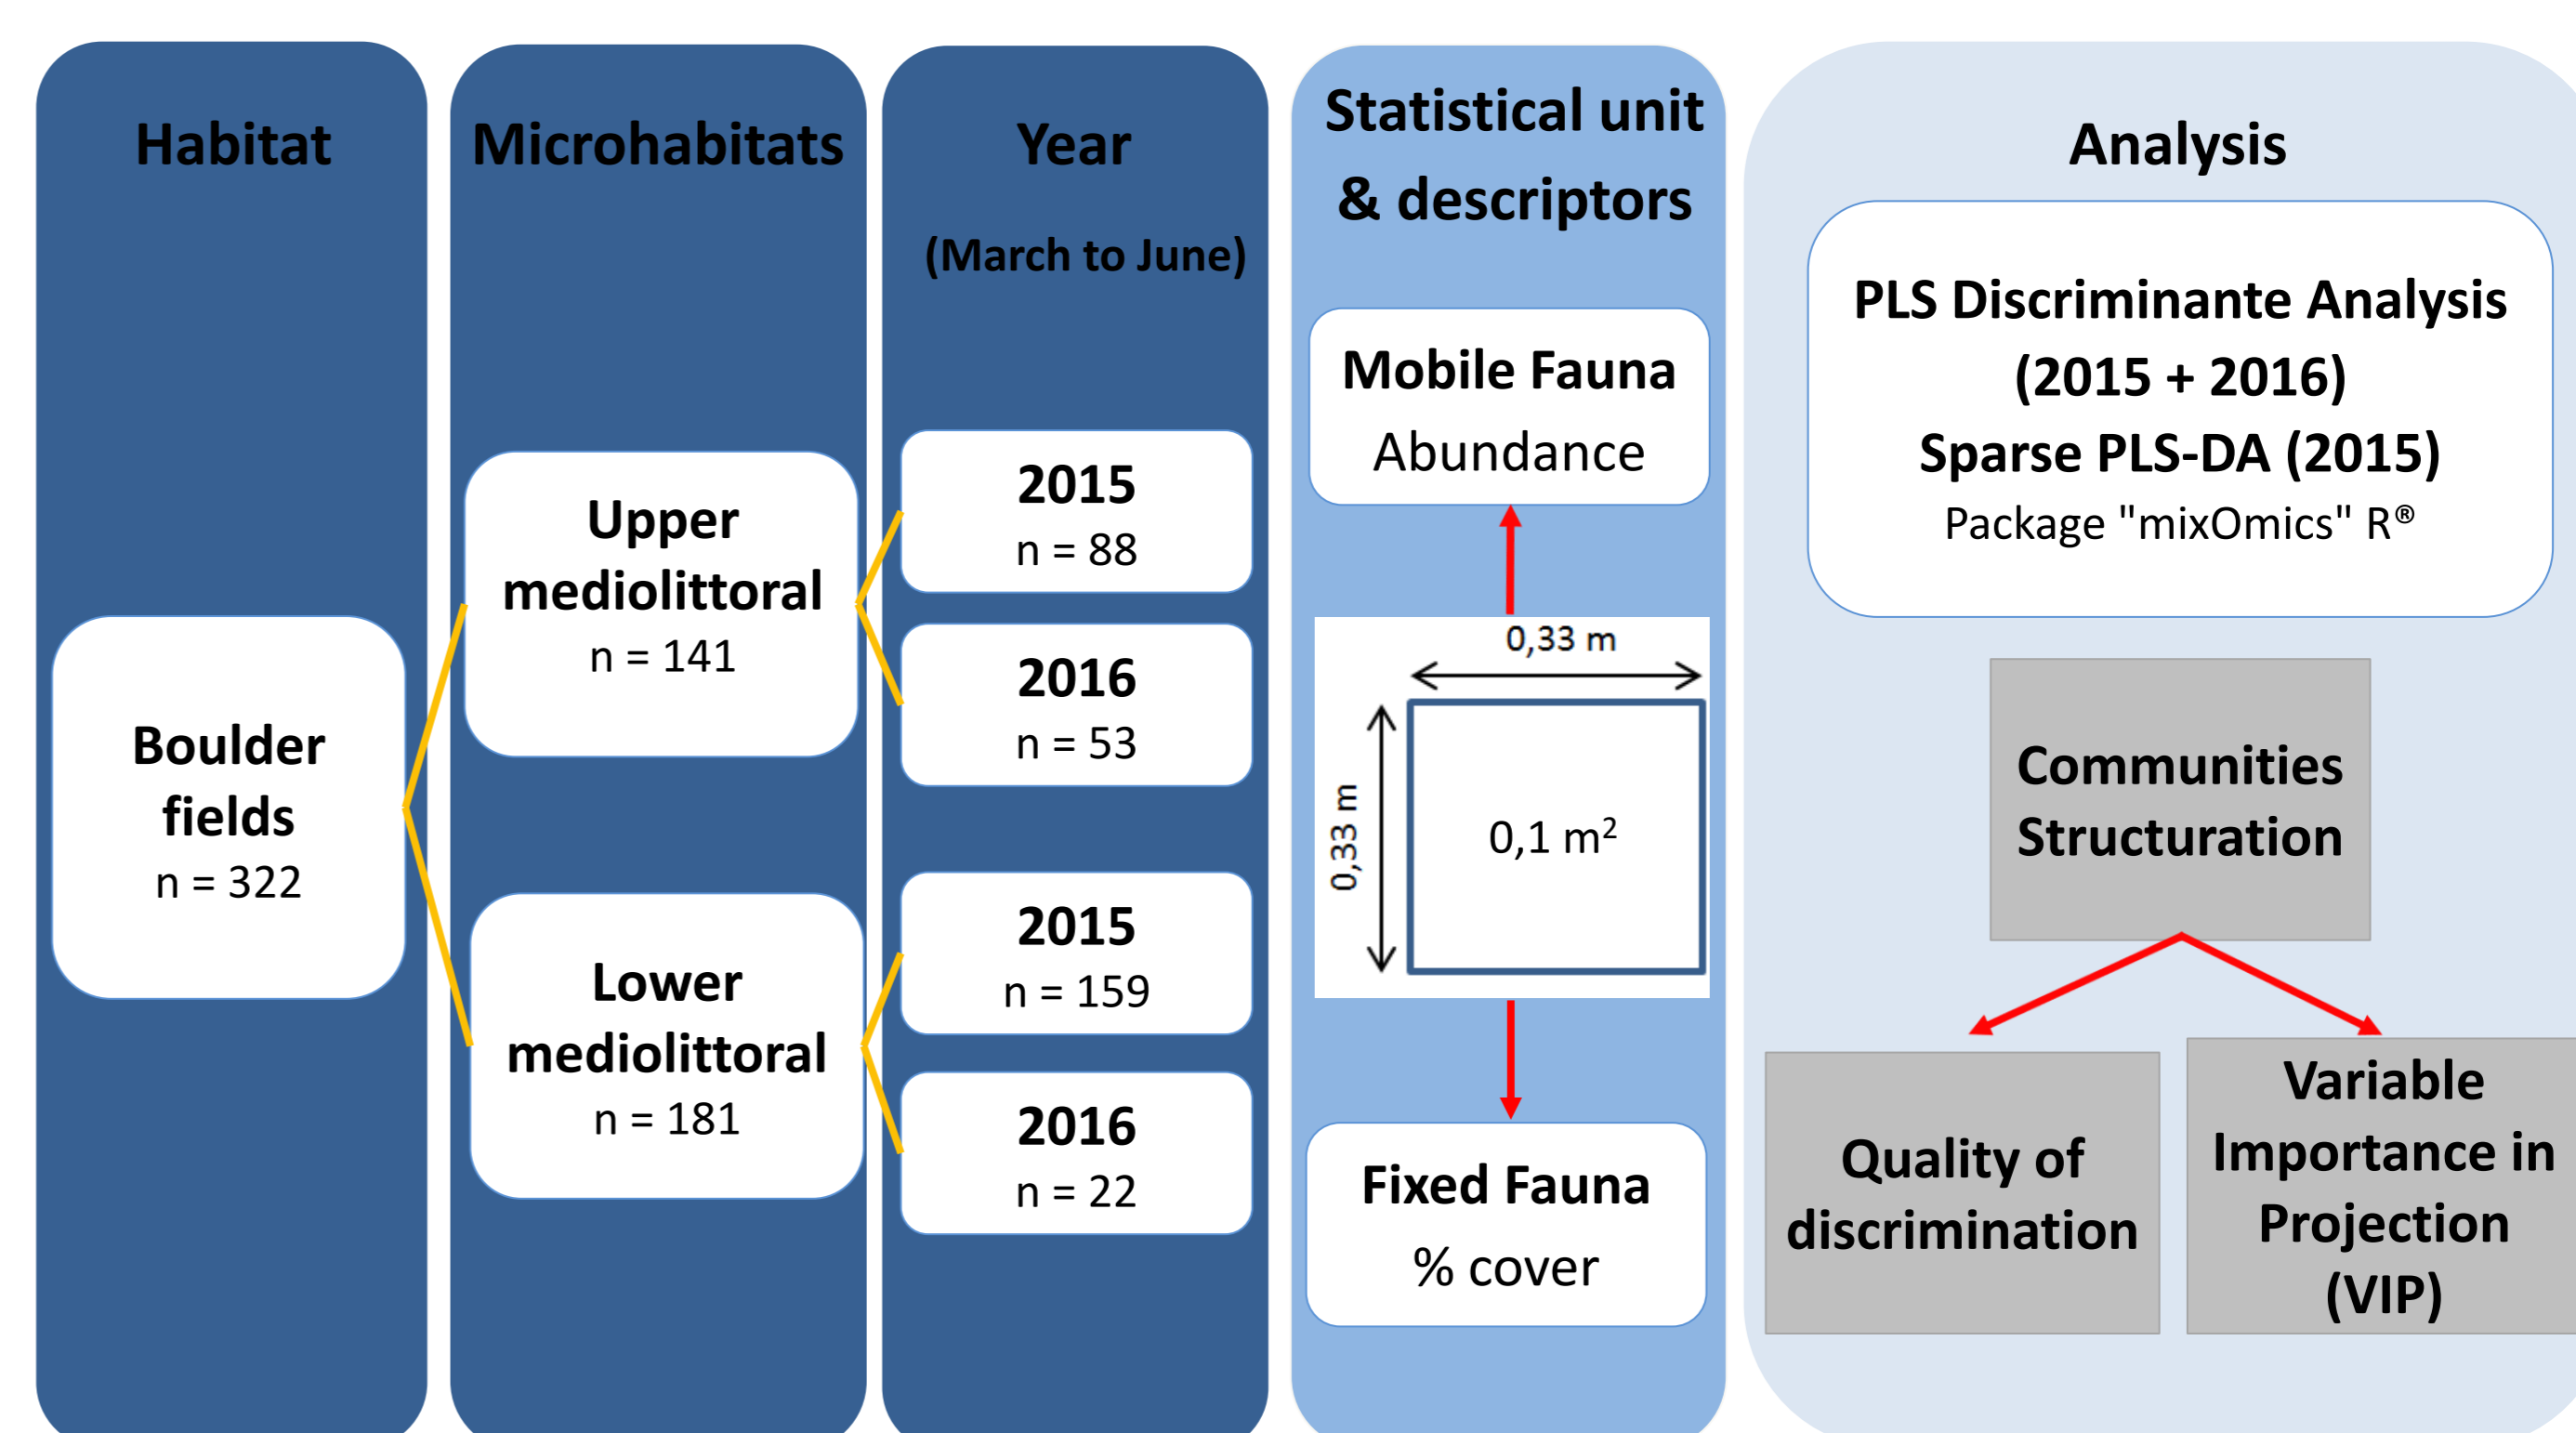 Habitat
Boulder
fields
n = 322
Microhabitats
Upper
mediolittoral
n = 141
Lower
mediolittoral
n = 181
Year
(March to June)
2015
n = 88
2016
n = 53
2015
n = 159
2016
n = 22
Statistical unit
& descriptors
Mobile Fauna
Abundance
0,33 m
0,33 m
0,1 m²
Fixed Fauna
% cover
Analysis
PLS Discriminante Analysis
(2015 + 2016)
Sparse PLS-DA (2015)
Package "mixOmics" R®
Communities
Structuration
Quality of
discrimination
Variable
Importance in
Projection
(VIP)